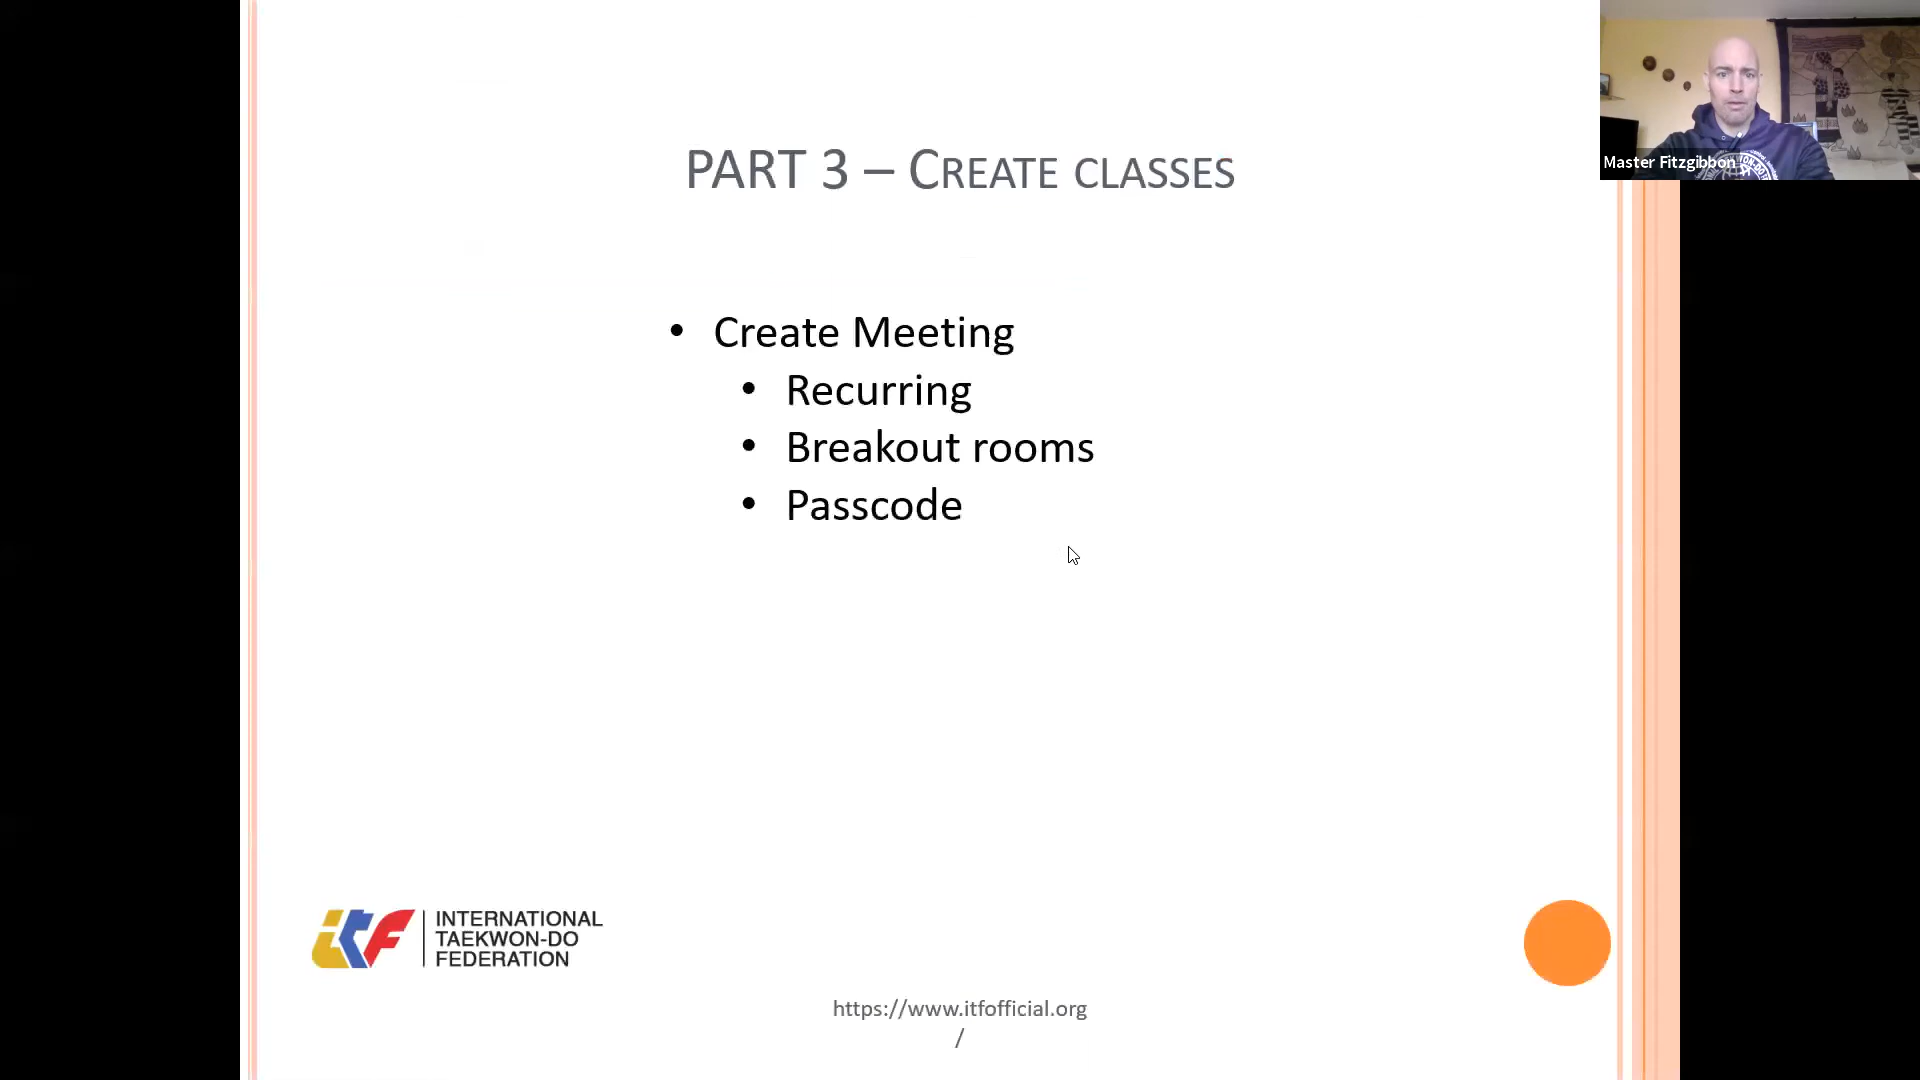 PART 3 – CREATE CLASSES
Master Fitzgibbon
• Create Meeting
• Recurring
• Breakout rooms
• Passcode
itF
INTERNATIONAL
TAEKWON-DO
FEDERATION
https://www.itfofficial.org
/